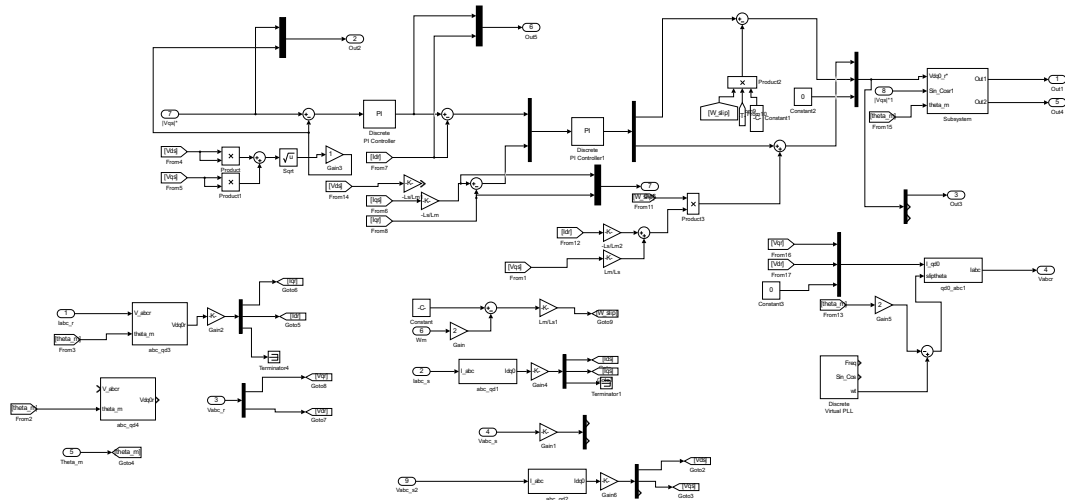 2
Out2
6
Out5
7
|Vqs|*
PI
Discrete
PI Controller
[Vds]
From4
Product
[Vqs]
From5
Product1
Sqrt
1
Gain3
[Idr]
From7
[Vds]
From14
-K-
-Ls/Lm
[Iqs]
From6
-K-
-Ls/Lm
[Iqr]
From8
PI
Discrete
PI Controller1
7
From11
Product3
[Idr]
From12
-K-
-Ls/Lm2
[Vqs]
From1
-K-
Lm/Ls
Product2
[W_slip]
-C-
Constant1
0
Constant2
8
|Vqs|*1
[theta_m]
From15
Vdq0_r*
Sin_Cosr1
theta_m
Out1
Out2
Subsystem
1
Out1
5
Out4
3
Out3
[Vqr]
From16
[Vdr]
From17
0
Constant3
[theta_m]
From13
2
Gain5
I_qd0
sliptheta
Iabc
qd0_abc1
4
Vabcr
Freq
Sin_Cos
wt
Discrete
Virtual PLL
1
Iabc_r
[theta_m]
From3
V_abcr
theta_m
Vdq0r
abc_qd3
-K-
Gain2
[Iqr]
Goto6
[Idr]
Goto5
Terminator4
[theta_m]
From2
V_abcr
theta_m
Vdq0r
abc_qd4
3
Vabc_r
[Vqr]
Goto8
[Vdr]
Goto7
5
Theta_m
[theta_m]
Goto4
-C-
Constant
6
Wm
2
Gain
-K-
Lm/Ls1
[W_slip]
Goto9
2
Iabc_s
I_abc
Idq0
abc_qd1
-K-
Gain4
[Ids]
[Iqs]
Terminator1
4
Vabc_s
-K-
Gain1
9
Vabc_s2
I_abc
Idq0
abc_qd2
-K-
Gain6
[Vds]
Goto2
[Vqs]
Goto3